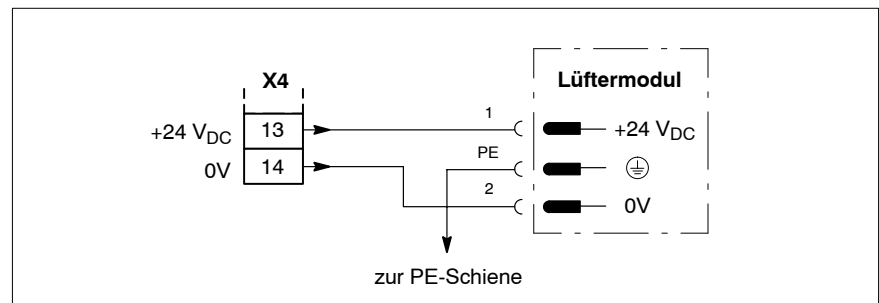 X4
Lüftermodul
+24 VDC 13 1 +24 VDC
PE
0V 14 2 0V
zur PE-Schiene